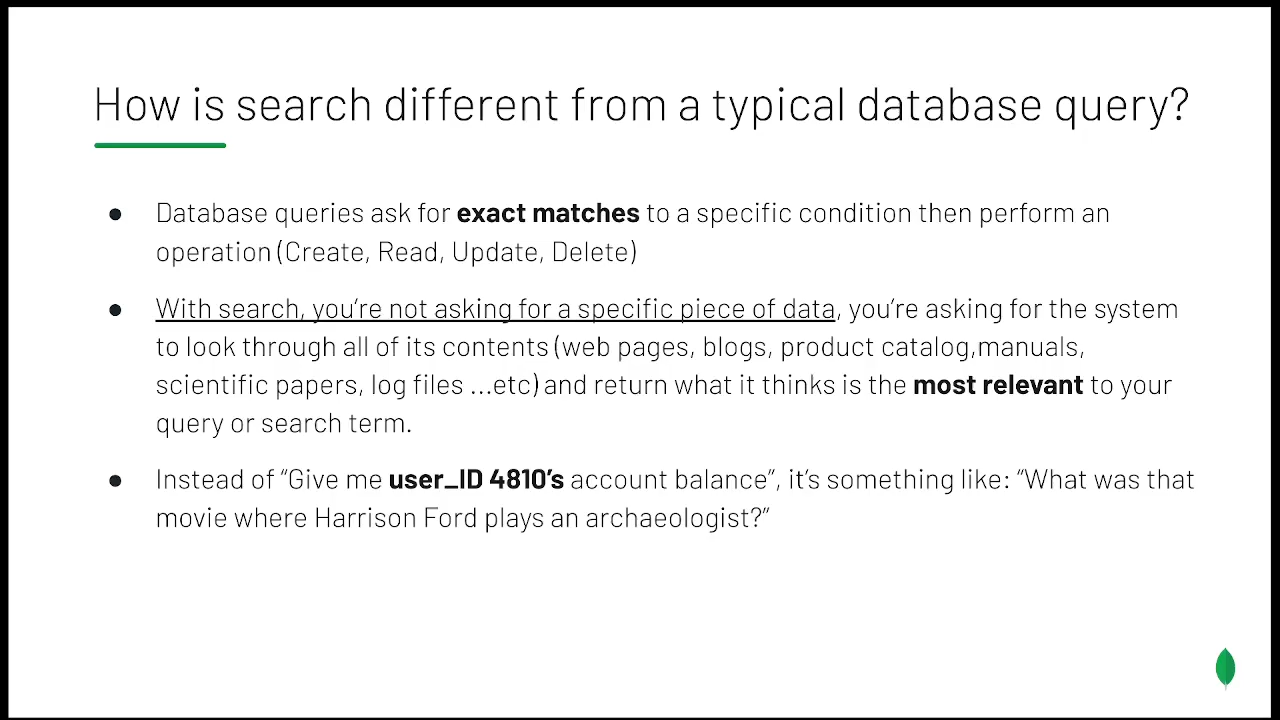 How is search different from a typical database query?
● Database queries ask for exact matches to a specific condition then perform an
operation (Create, Read, Update, Delete)
● With search, you're not asking for a specific piece of data, you're asking for the system
to look through all of its contents (web pages, blogs, product catalog,manuals,
scientific papers, log files ...etc) and return what it thinks is the most relevant to your
query or search term.
● Instead of “Give me user_ID 4810's account balance”, it's something like: “What was that
movie where Harrison Ford plays an archaeologist?”